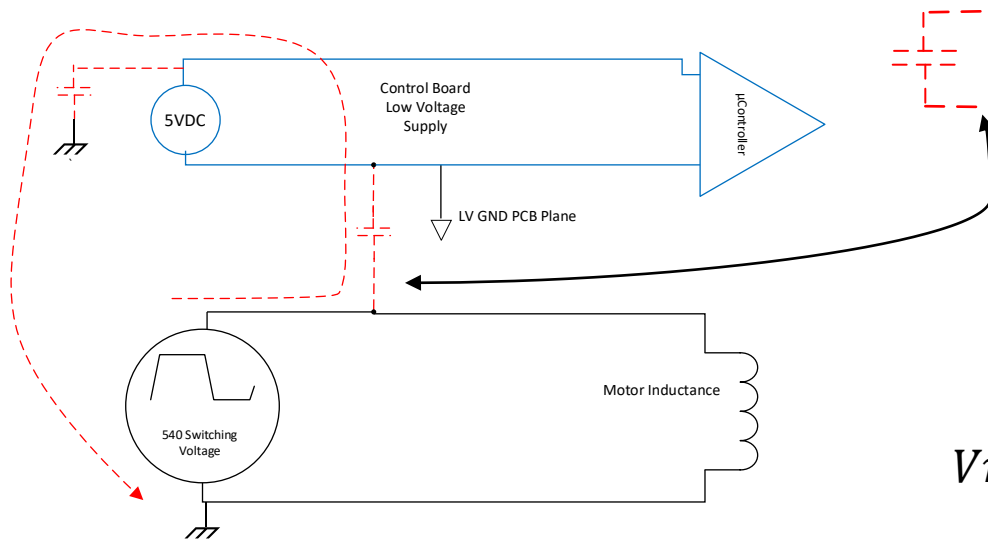 Control Board
Low Voltage
Supply
5VDC
µController
LV GND PCB Plane
Motor Inductance
540 Switching
Voltage